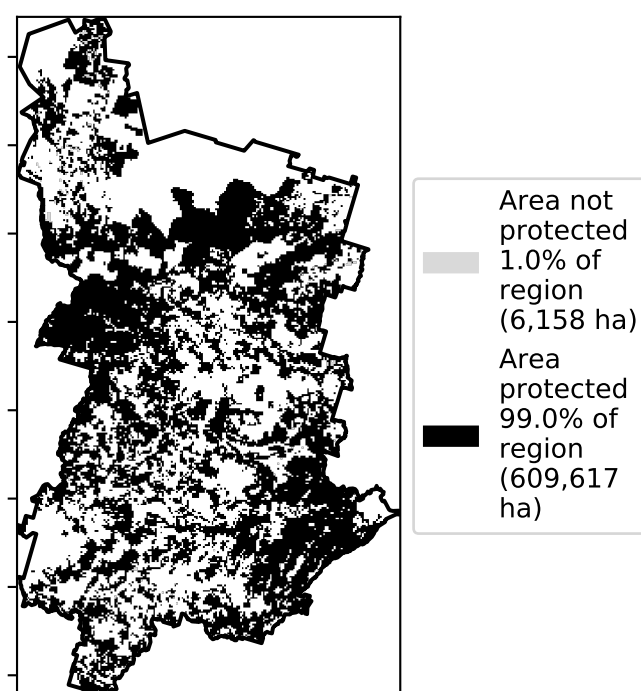 Area not
protected
1.0% of
region
(6,158 ha)
Area
protected
99.0% of
region
(609,617
ha)